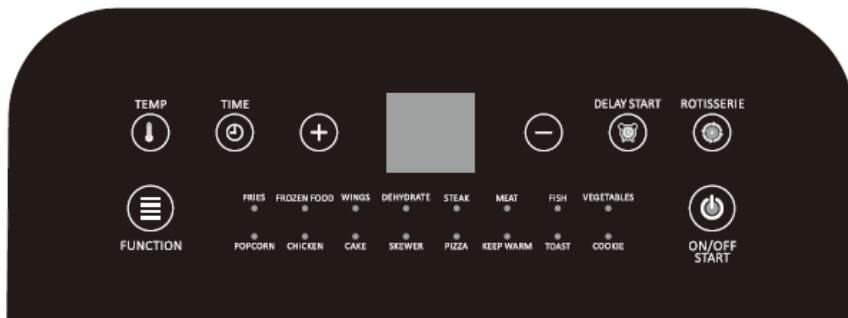 TEMP TIME DELAY START ROTISSERIE
FRIES FROZEN FOOD WINGS DEHYDRATE STEAK MEAT FISH VEGETABLES
FUNCTION POPCORN CHICKEN CAKE SKEWER PIZZA KEEP WARM TOAST COOKIE ON/OFF
START